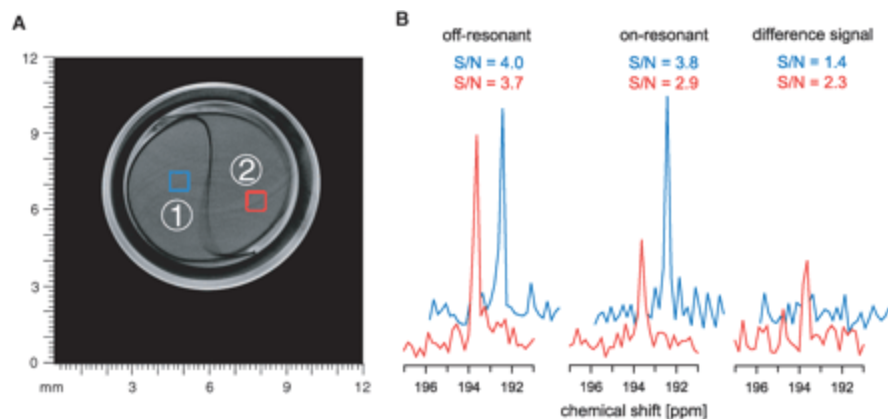 A
12
9
6
3
0
mm
3
6
9
12
①
②
B
off-resonant
on-resonant
difference signal
S/N = 4.0
S/N = 3.8
S/N = 1.4
S/N = 3.7
S/N = 2.9
S/N = 2.3
196
194
192
196
194
192
196
194
192
chemical shift [ppm]